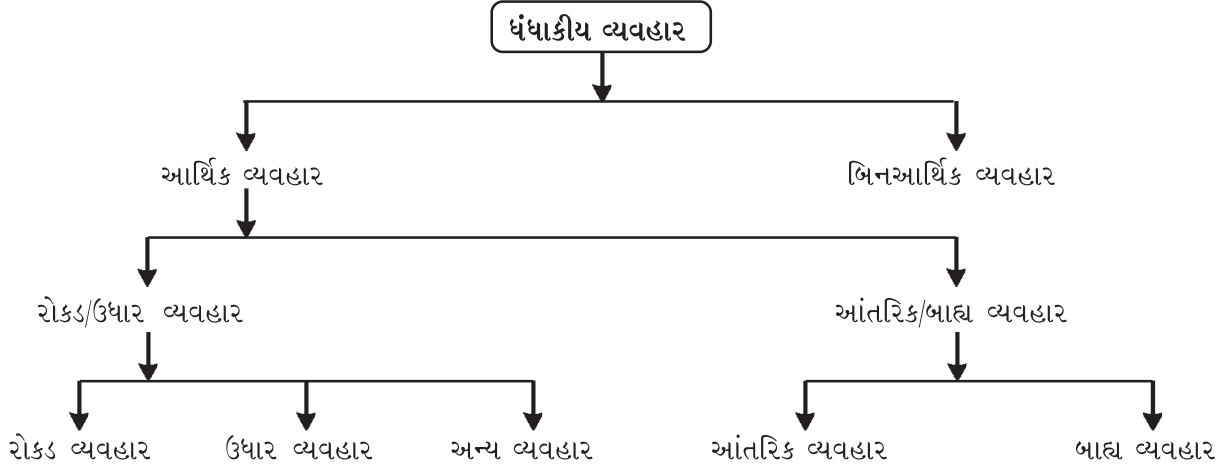 ધંધાકીય વ્યવહાર
આર્થિક વ્યવહાર
બિનઆર્થિક વ્યવહાર
રોકડ/ઉધાર વ્યવહાર
આંતરિક/બાહ્ય વ્યવહાર
રોકડ વ્યવહાર
ઉધાર વ્યવહાર
અન્ય વ્યવહાર
આંતરિક વ્યવહાર
બાહ્ય વ્યવહાર